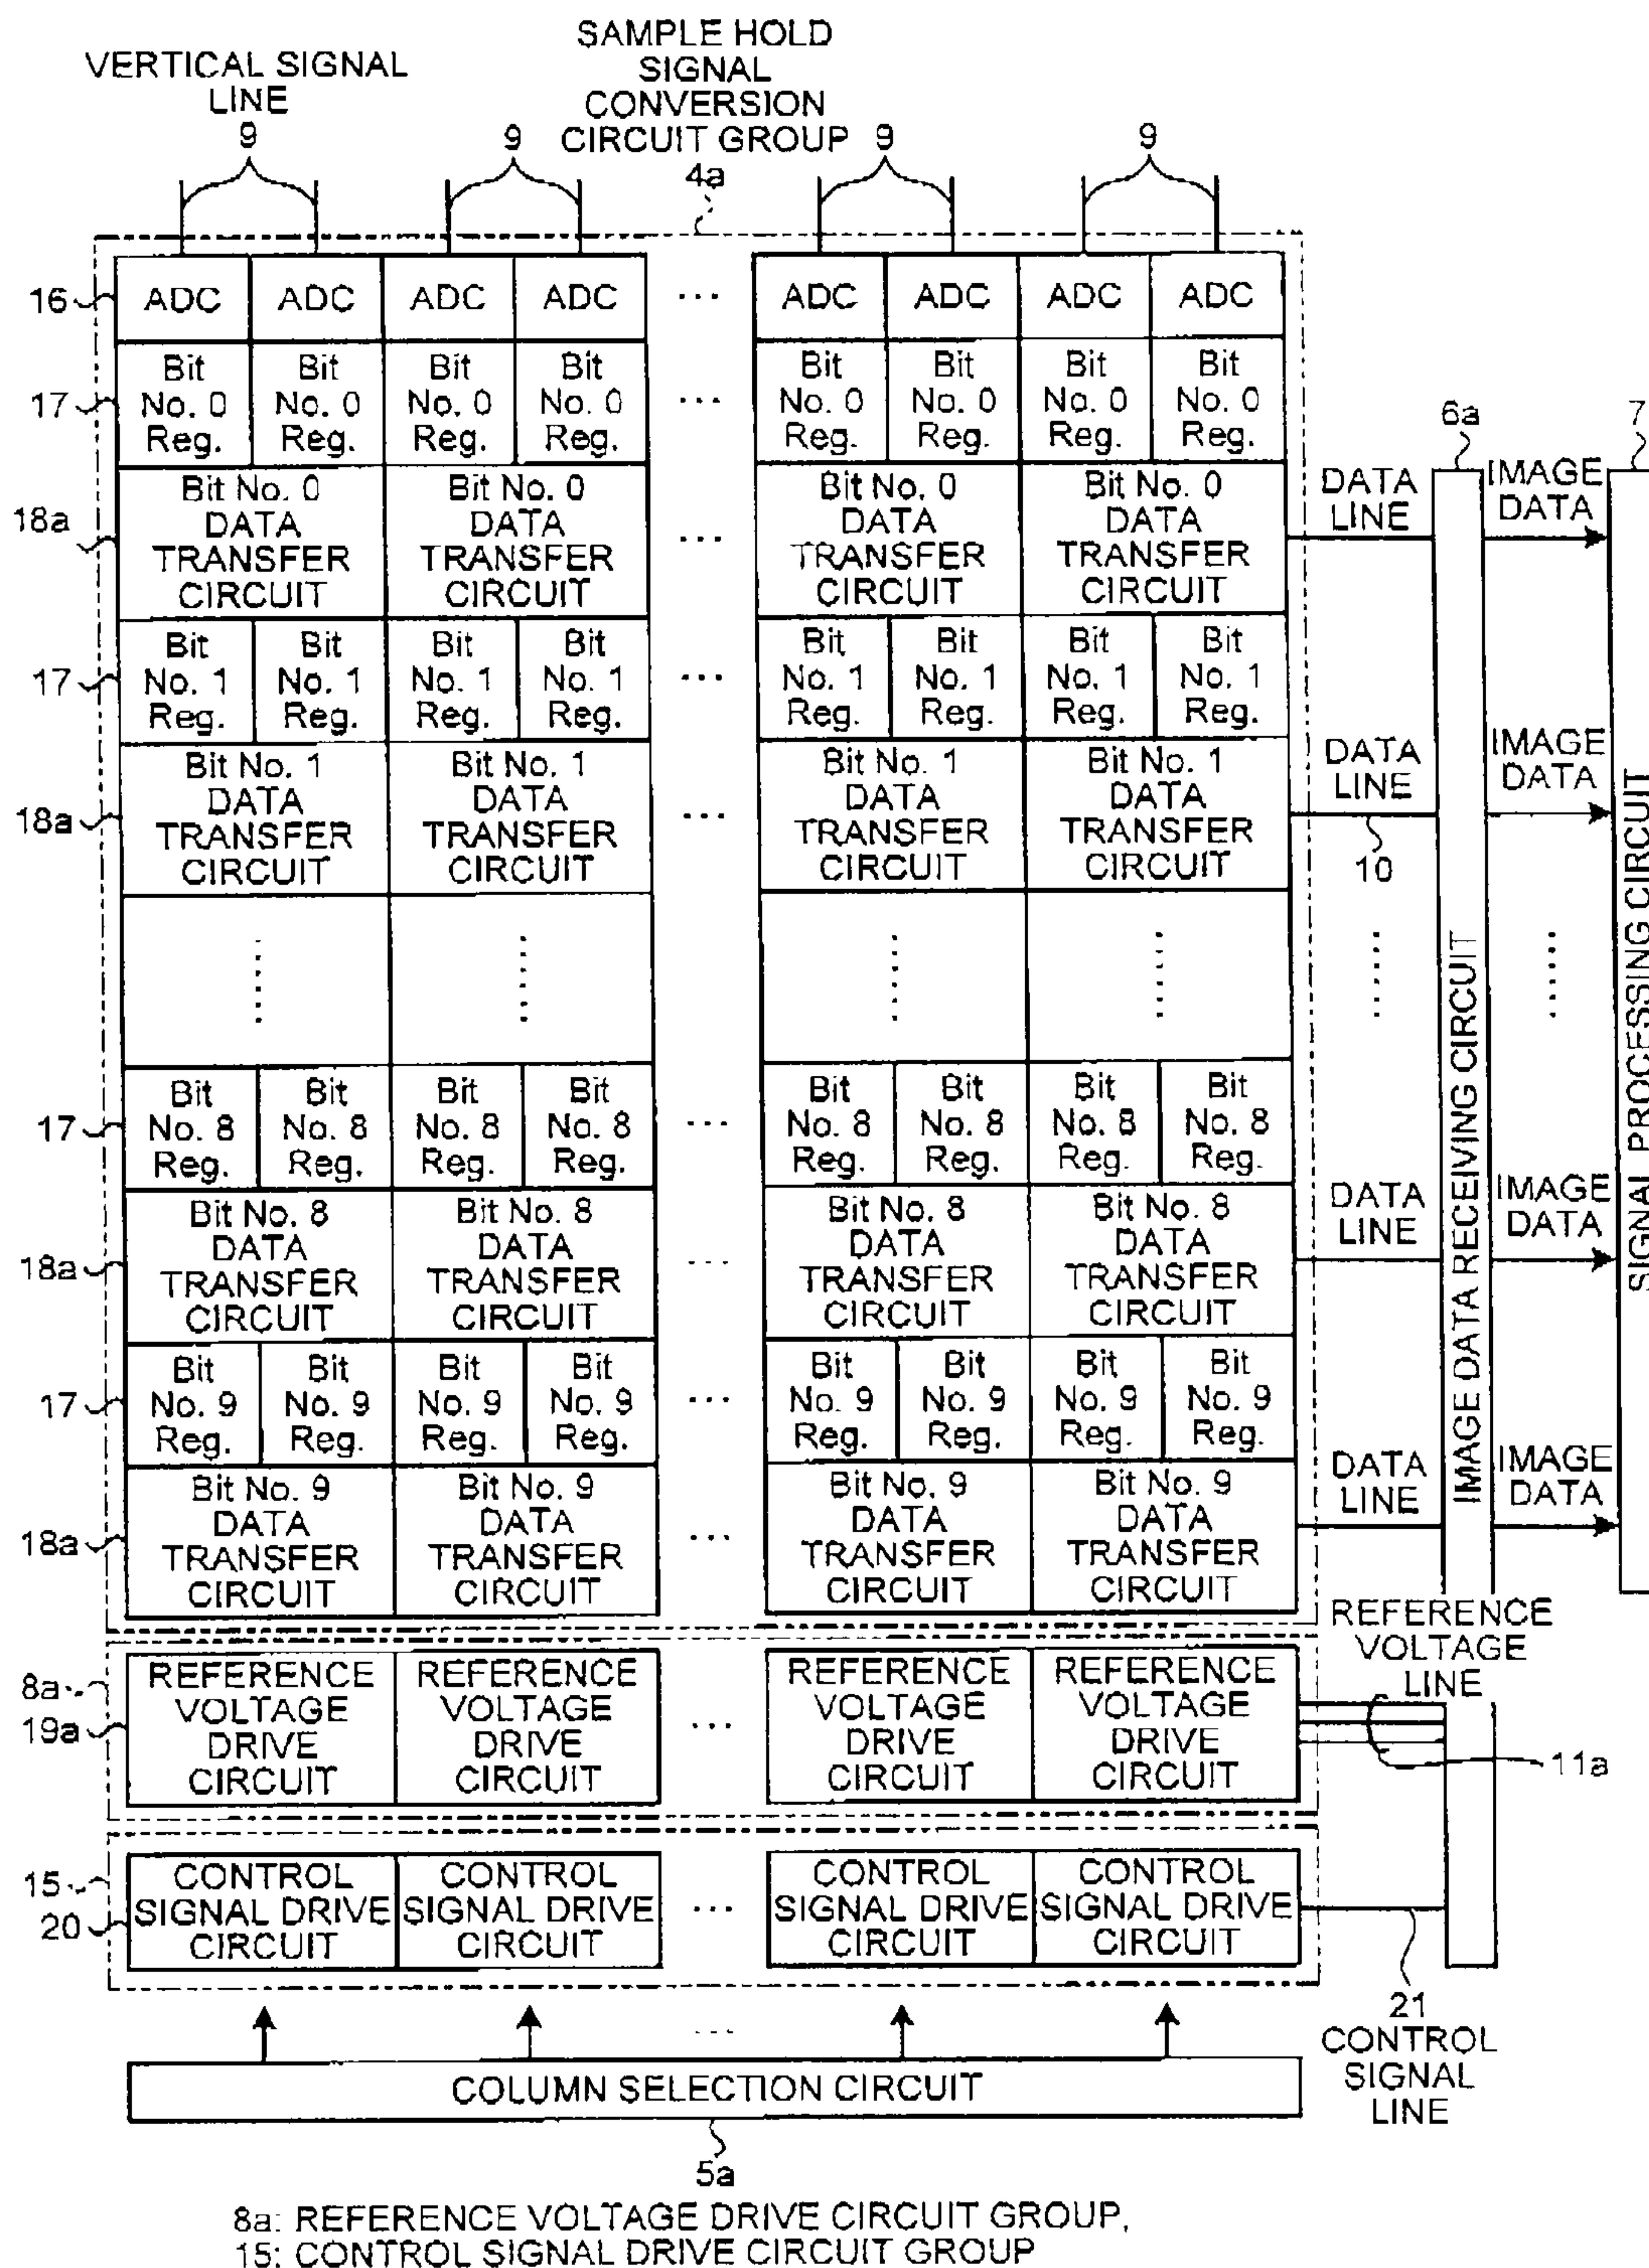 VERTICAL SIGNAL
LINE
SAMPLE HOLD
SIGNAL
CONVERSION
CIRCUIT GROUP
9 9 9 9
4a
16 ADC ADC ADC ADC ... ADC ADC ADC ADC
Bit Bit Bit Bit Bit Bit Bit Bit
17 No. 0 No. 0 No. 0 No. 0 ... No. 0 No. 0 No. 0 No. 0
Reg. Reg. Reg. Reg. Reg. Reg. Reg. Reg.
6a 7
Bit No. 0 Bit No. 0 Bit No. 0 Bit No. 0 DATA IMAGE
18a DATA DATA ... DATA DATA LINE DATA
TRANSFER TRANSFER TRANSFER TRANSFER
CIRCUIT CIRCUIT CIRCUIT CIRCUIT
Bit Bit Bit Bit Bit Bit Bit Bit
17 No. 1 No. 1 No. 1 No. 1 ... No. 1 No. 1 No. 1 No. 1
Reg. Reg. Reg. Reg. Reg. Reg. Reg. Reg.
Bit No. 1 Bit No. 1 Bit No. 1 Bit No. 1 DATA IMAGE
DATA DATA DATA DATA LINE DATA
18a TRANSFER TRANSFER ... TRANSFER TRANSFER
CIRCUIT CIRCUIT CIRCUIT CIRCUIT 10
IMAGE DATA RECEIVING CIRCUIT
SIGNAL PROCESSING CIRCUIT
Bit Bit Bit Bit Bit Bit Bit Bit
17 No. 8 No. 8 No. 8 No. 8 ... No. 8 No. 8 No. 8 No. 8
Reg. Reg. Reg. Reg. Reg. Reg. Reg. Reg.
Bit No. 8 Bit No. 8 Bit No. 8 Bit No. 8 DATA IMAGE
DATA DATA DATA DATA LINE DATA
18a TRANSFER TRANSFER ... TRANSFER TRANSFER
CIRCUIT CIRCUIT CIRCUIT CIRCUIT
Bit Bit Bit Bit Bit Bit Bit Bit
17 No. 9 No. 9 No. 9 No. 9 ... No. 9 No. 9 No. 9 No. 9
Reg. Reg. Reg. Reg. Reg. Reg. Reg. Reg.
Bit No. 9 Bit No. 9 Bit No. 9 Bit No. 9 DATA IMAGE
DATA DATA DATA DATA LINE DATA
18a TRANSFER TRANSFER ... TRANSFER TRANSFER
CIRCUIT CIRCUIT CIRCUIT CIRCUIT
REFERENCE
VOLTAGE
LINE
8a REFERENCE REFERENCE REFERENCE REFERENCE
19a VOLTAGE VOLTAGE ... VOLTAGE VOLTAGE
DRIVE DRIVE DRIVE DRIVE
CIRCUIT CIRCUIT CIRCUIT CIRCUIT 11a
15 CONTROL CONTROL CONTROL CONTROL
20 SIGNAL DRIVE SIGNAL DRIVE ... SIGNAL DRIVE SIGNAL DRIVE
CIRCUIT CIRCUIT CIRCUIT CIRCUIT
21
CONTROL
SIGNAL
LINE
...
COLUMN SELECTION CIRCUIT
5a
8a: REFERENCE VOLTAGE DRIVE CIRCUIT GROUP,
15: CONTROL SIGNAL DRIVE CIRCUIT GROUP